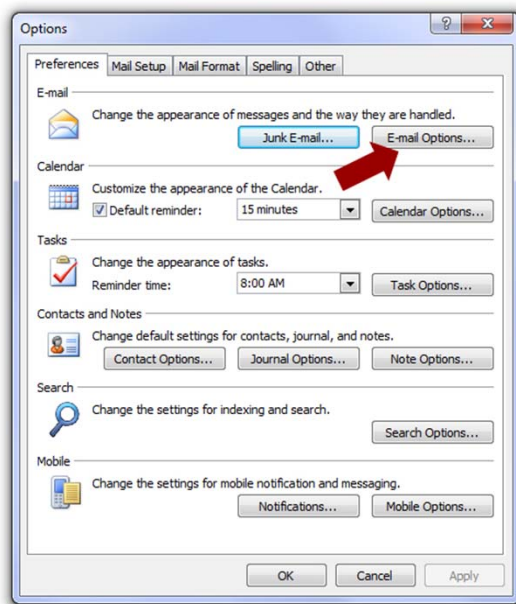 Options
Preferences Mail Setup Mail Format Spelling Other
E-mail
Change the appearance of messages and the way they are handled.
Junk E-mail... E-mail Options...
Calendar
Customize the appearance of the Calendar.
Default reminder: 15 minutes Calendar Options...
Tasks
Change the appearance of tasks.
Reminder time: 8:00 AM Task Options...
Contacts and Notes
Change default settings for contacts, journal, and notes.
Contact Options... Journal Options... Note Options...
Search
Change the settings for indexing and search.
Search Options...
Mobile
Change the settings for mobile notification and messaging.
Notifications... Mobile Options...
OK Cancel Apply